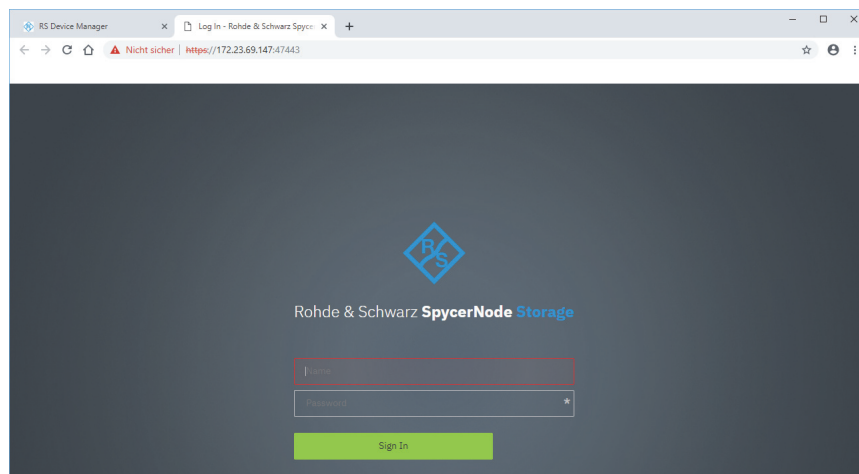 RS Device Manager
Log In - Rohde & Schwarz Spycer
Nicht sicher | https://172.23.69.147:47443
R S
Rohde & Schwarz SpycerNode Storage
Name
Password *
Sign In